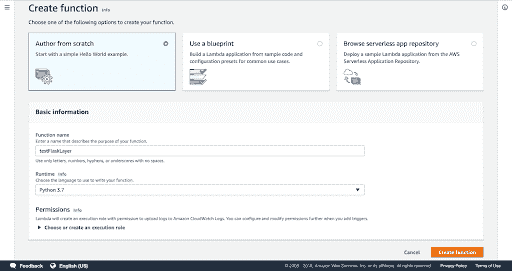 Create function Info
Choose one of the following options to create your function.
Author from scratch
Start with a simple Hello World example.
Use a blueprint
Build a Lambda application from sample code and
configuration presets for common use cases.
Browse serverless app repository
Deploy a sample Lambda application from the AWS
Serverless Application Repository.
Basic information
Function name
Enter a name that describes the purpose of your function.
testFlaskLayer
Use only letters, numbers, hyphens, or underscores with no spaces.
Runtime Info
Choose the language to use to write your function.
Python 3.7
Permissions Info
Lambda will create an execution role with permission to upload logs to Amazon CloudWatch Logs. You can configure and modify permissions further when you add triggers.
Choose or create an execution role
Cancel
Create function
Feedback
English (US)
Amazon Web Services, Inc. or its affiliates. All rights reserved.
Privacy Policy
Terms of Use